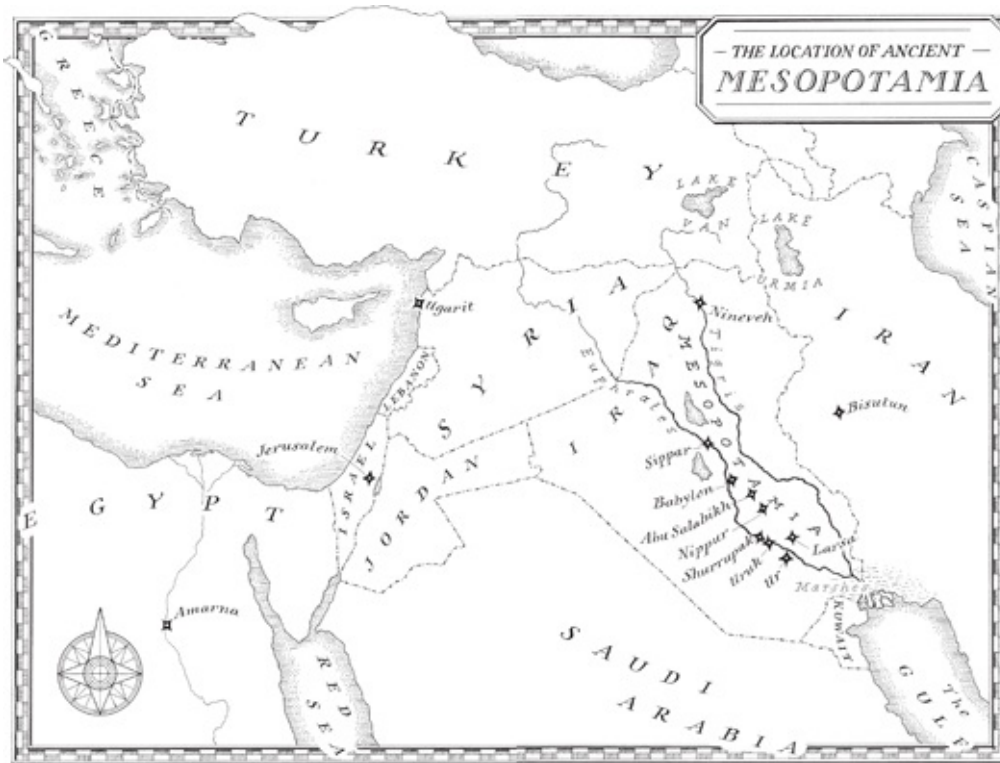 — THE LOCATION OF ANCIENT —
MESOPOTAMIA
GREECE
TURKEY
LAKE
VAN
LAKE
URMIA
CASPIAN
SEA
Ugarit
Nineveh
Tigris
MEDITERRANEAN
SEA
SYRIA
IRAQ
MESOPOTAMIA
IRAN
Euphrates
LEBANON
Bisutun
Jerusalem
Sippar
ISRAEL
JORDAN
Babylon
Abu Salabikh
Nippur
Shurrupak
Uruk
Ur
Larsa
EGYPT
Marshes
KUWAIT
Amarna
SAUDI
ARABIA
RED
SEA
The
GULF